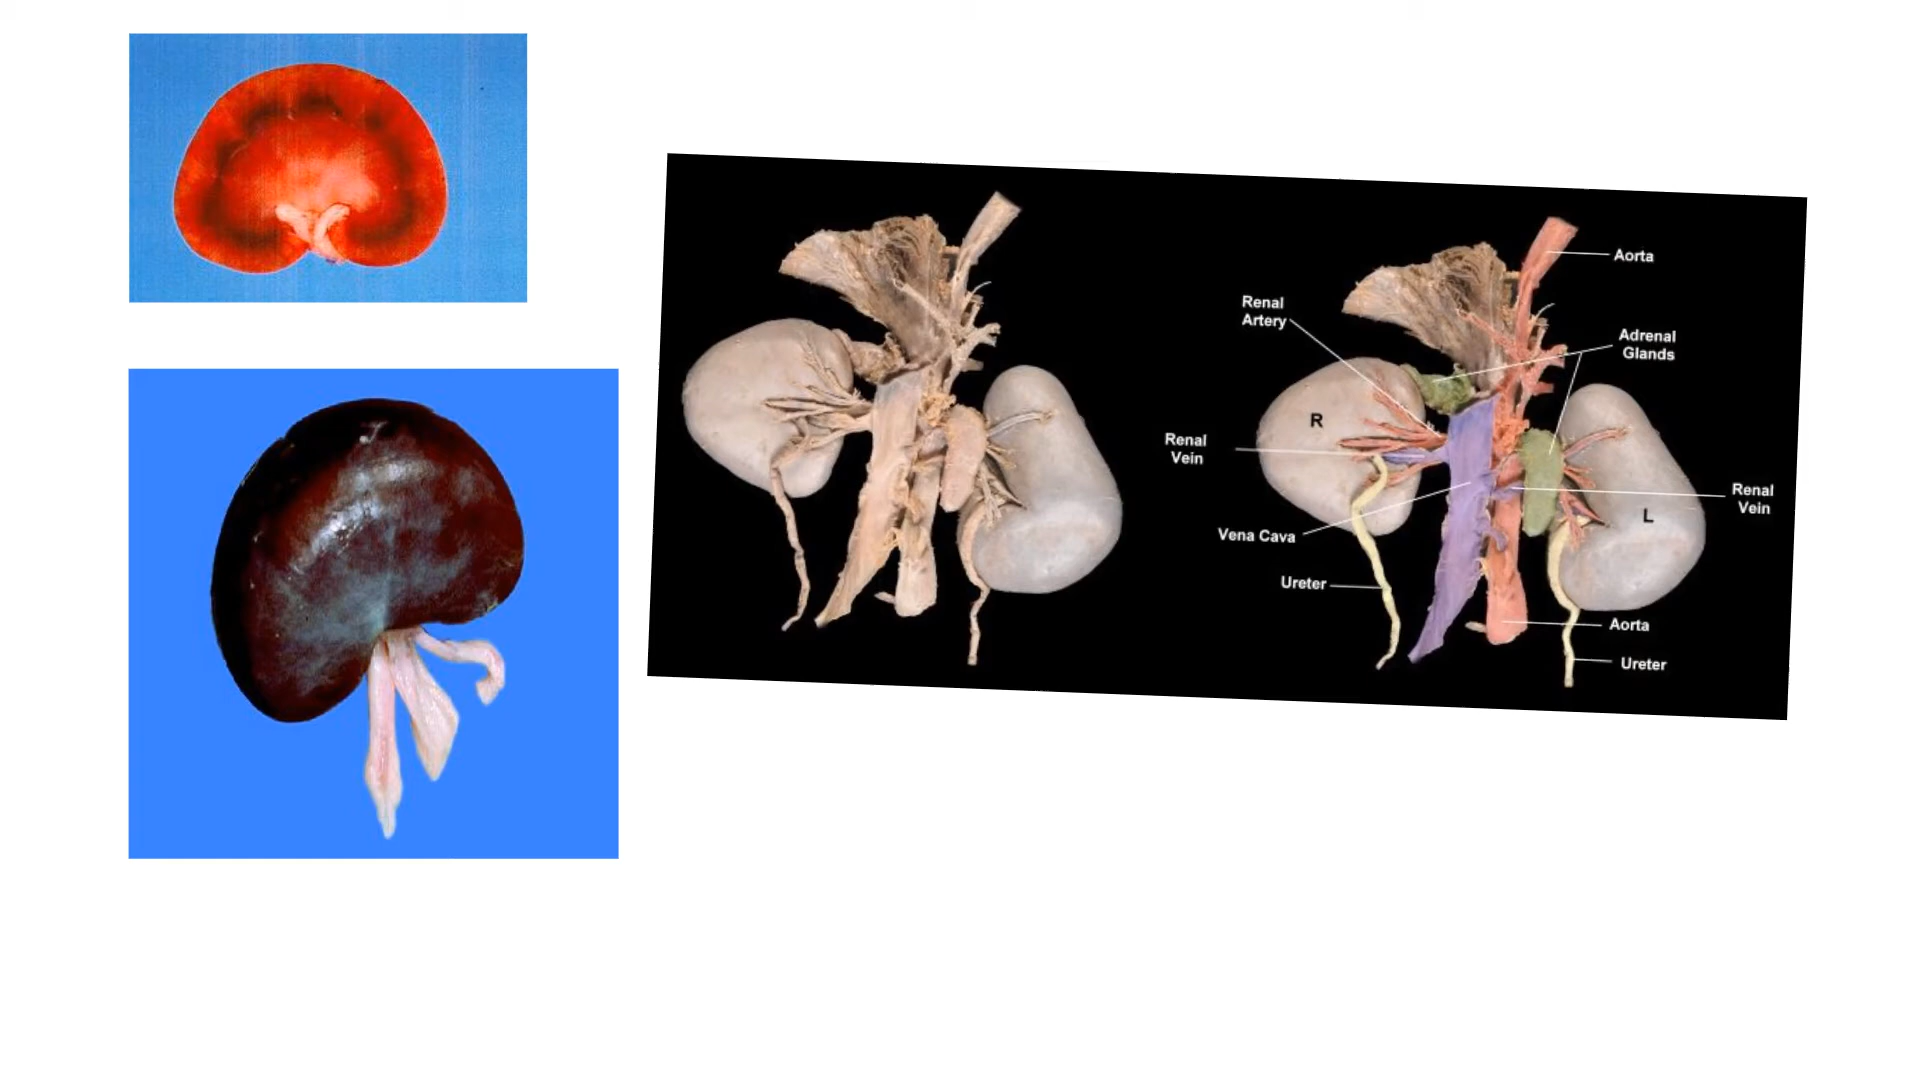 Aorta
Renal
Artery
Adrenal
Glands
R
Renal
Vein
Renal
Vein
L
Vena Cava
Ureter
Aorta
Ureter